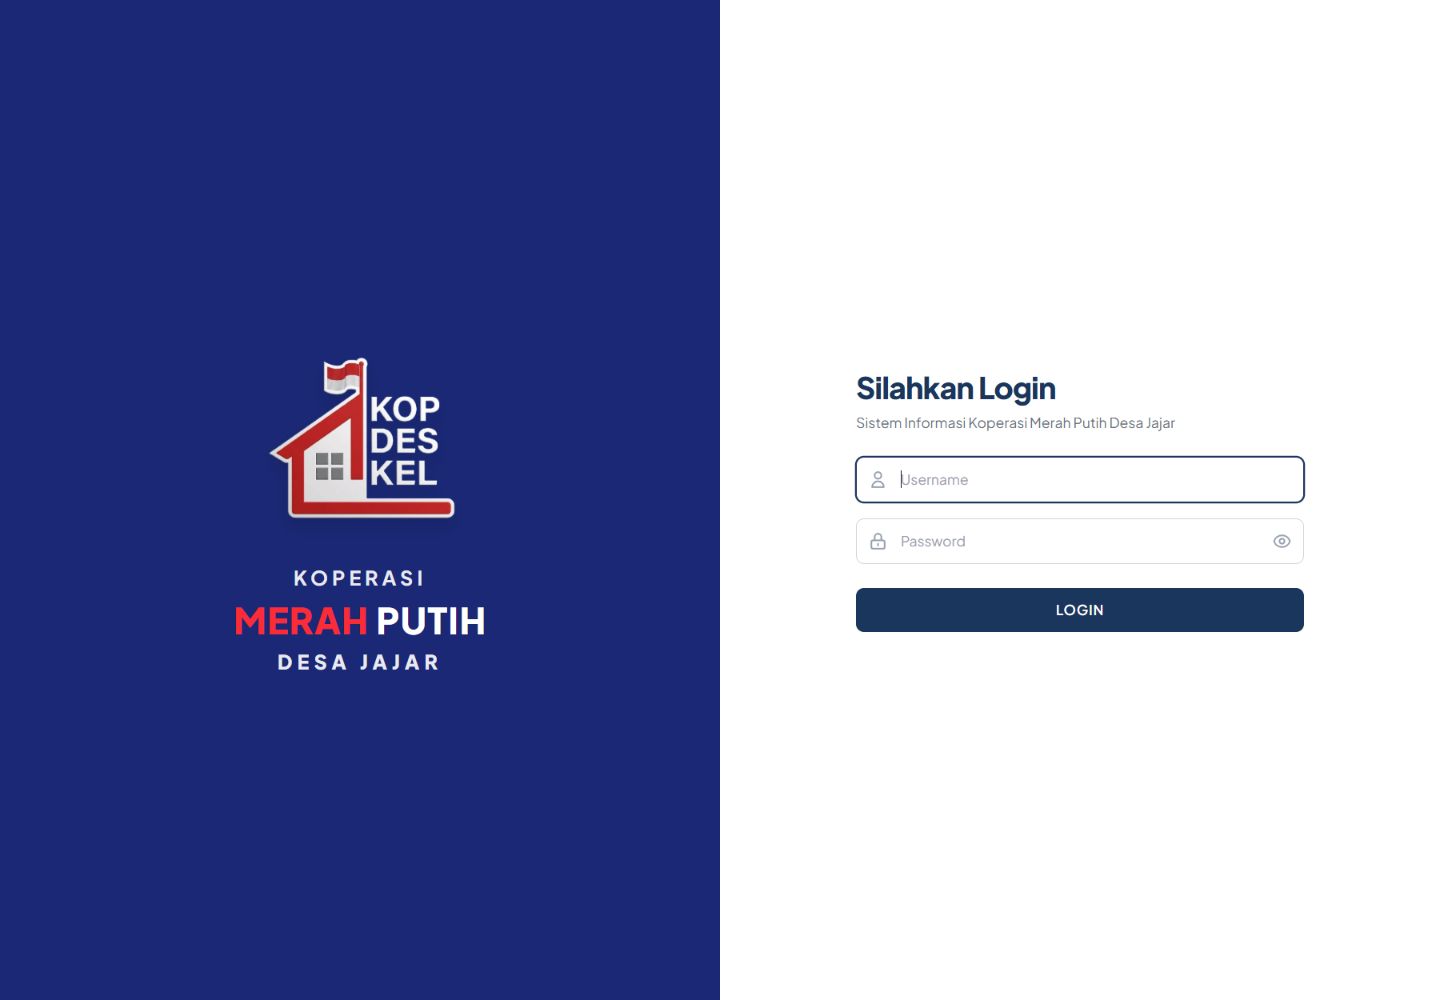 KOP
DES
KEL
KOPERASI
MERAH PUTIH
DESA JAJAR
Silahkan Login
Sistem Informasi Koperasi Merah Putih Desa Jajar
Username
Password
LOGIN